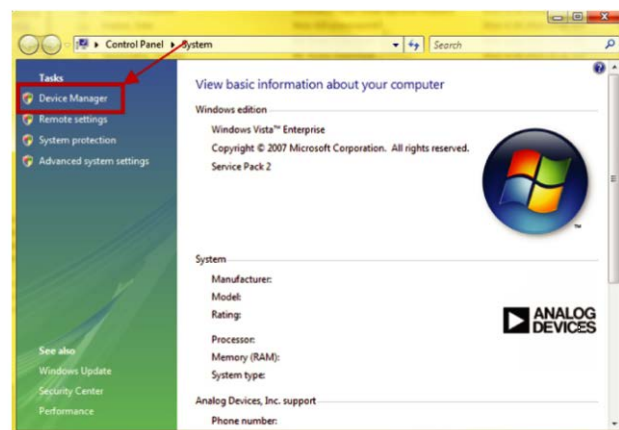 Control Panel System
Search
Tasks
Device Manager
Remote settings
System protection
Advanced system settings
See also
Windows Update
Security Center
Performance
View basic information about your computer
Windows edition
Windows Vista™ Enterprise
Copyright © 2007 Microsoft Corporation. All rights reserved.
Service Pack 2
TM
System
Manufacturer:
Model:
Rating:
Processor:
Memory (RAM):
System type:
ANALOG
DEVICES
Analog Devices, Inc. support
Phone number: